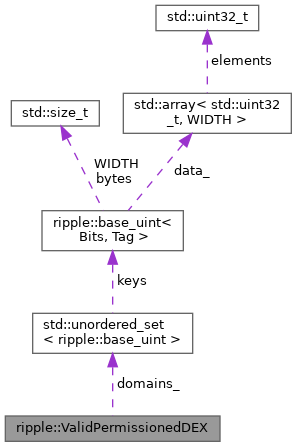 std::uint32_t
elements
std::size_t
std::array< std::uint32
_t, WIDTH >
WIDTH
bytes
data_
ripple::base_uint<
Bits, Tag >
keys
std::unordered_set
< ripple::base_uint >
domains_
ripple::ValidPermissionedDEX